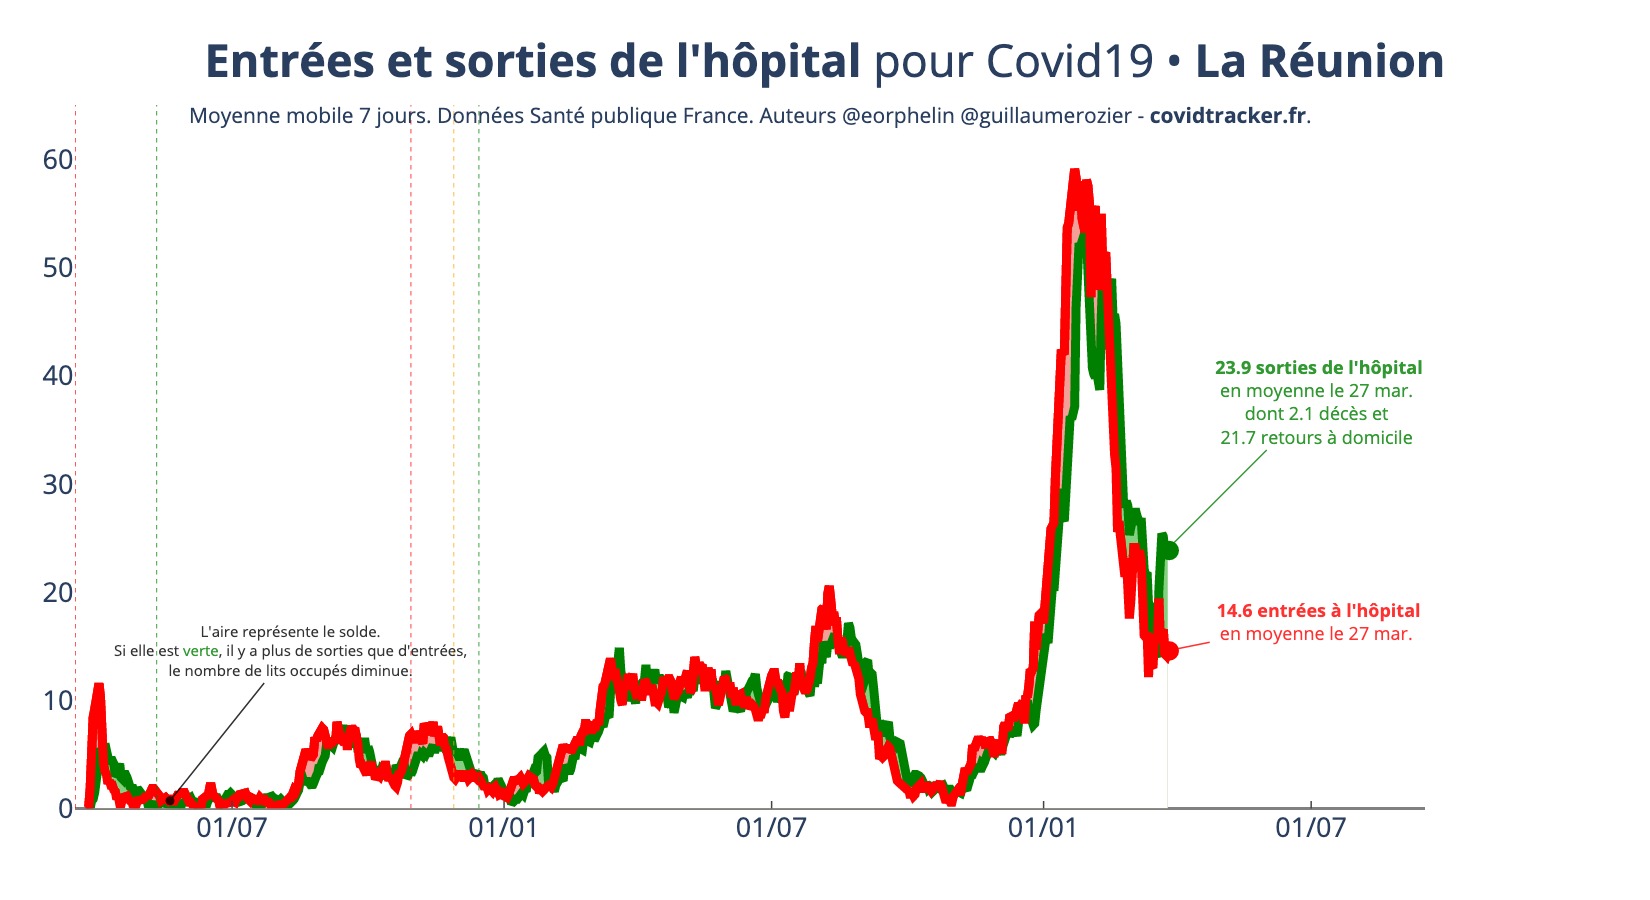 Entrées et sorties de l'hôpital pour Covid19 • La Réunion
Moyenne mobile 7 jours. Données Santé publique France. Auteurs @eorphelin @guillaumerozier - covidtracker.fr.
60
50
40
30
20
10
0
23.9 sorties de l'hôpital
en moyenne le 27 mar.
dont 2.1 décès et
21.7 retours à domicile
14.6 entrées à l'hôpital
en moyenne le 27 mar.
L'aire représente le solde.
Si elle est verte, il y a plus de sorties que d'entrées,
le nombre de lits occupés diminue.
01/07
01/01
01/07
01/01
01/07